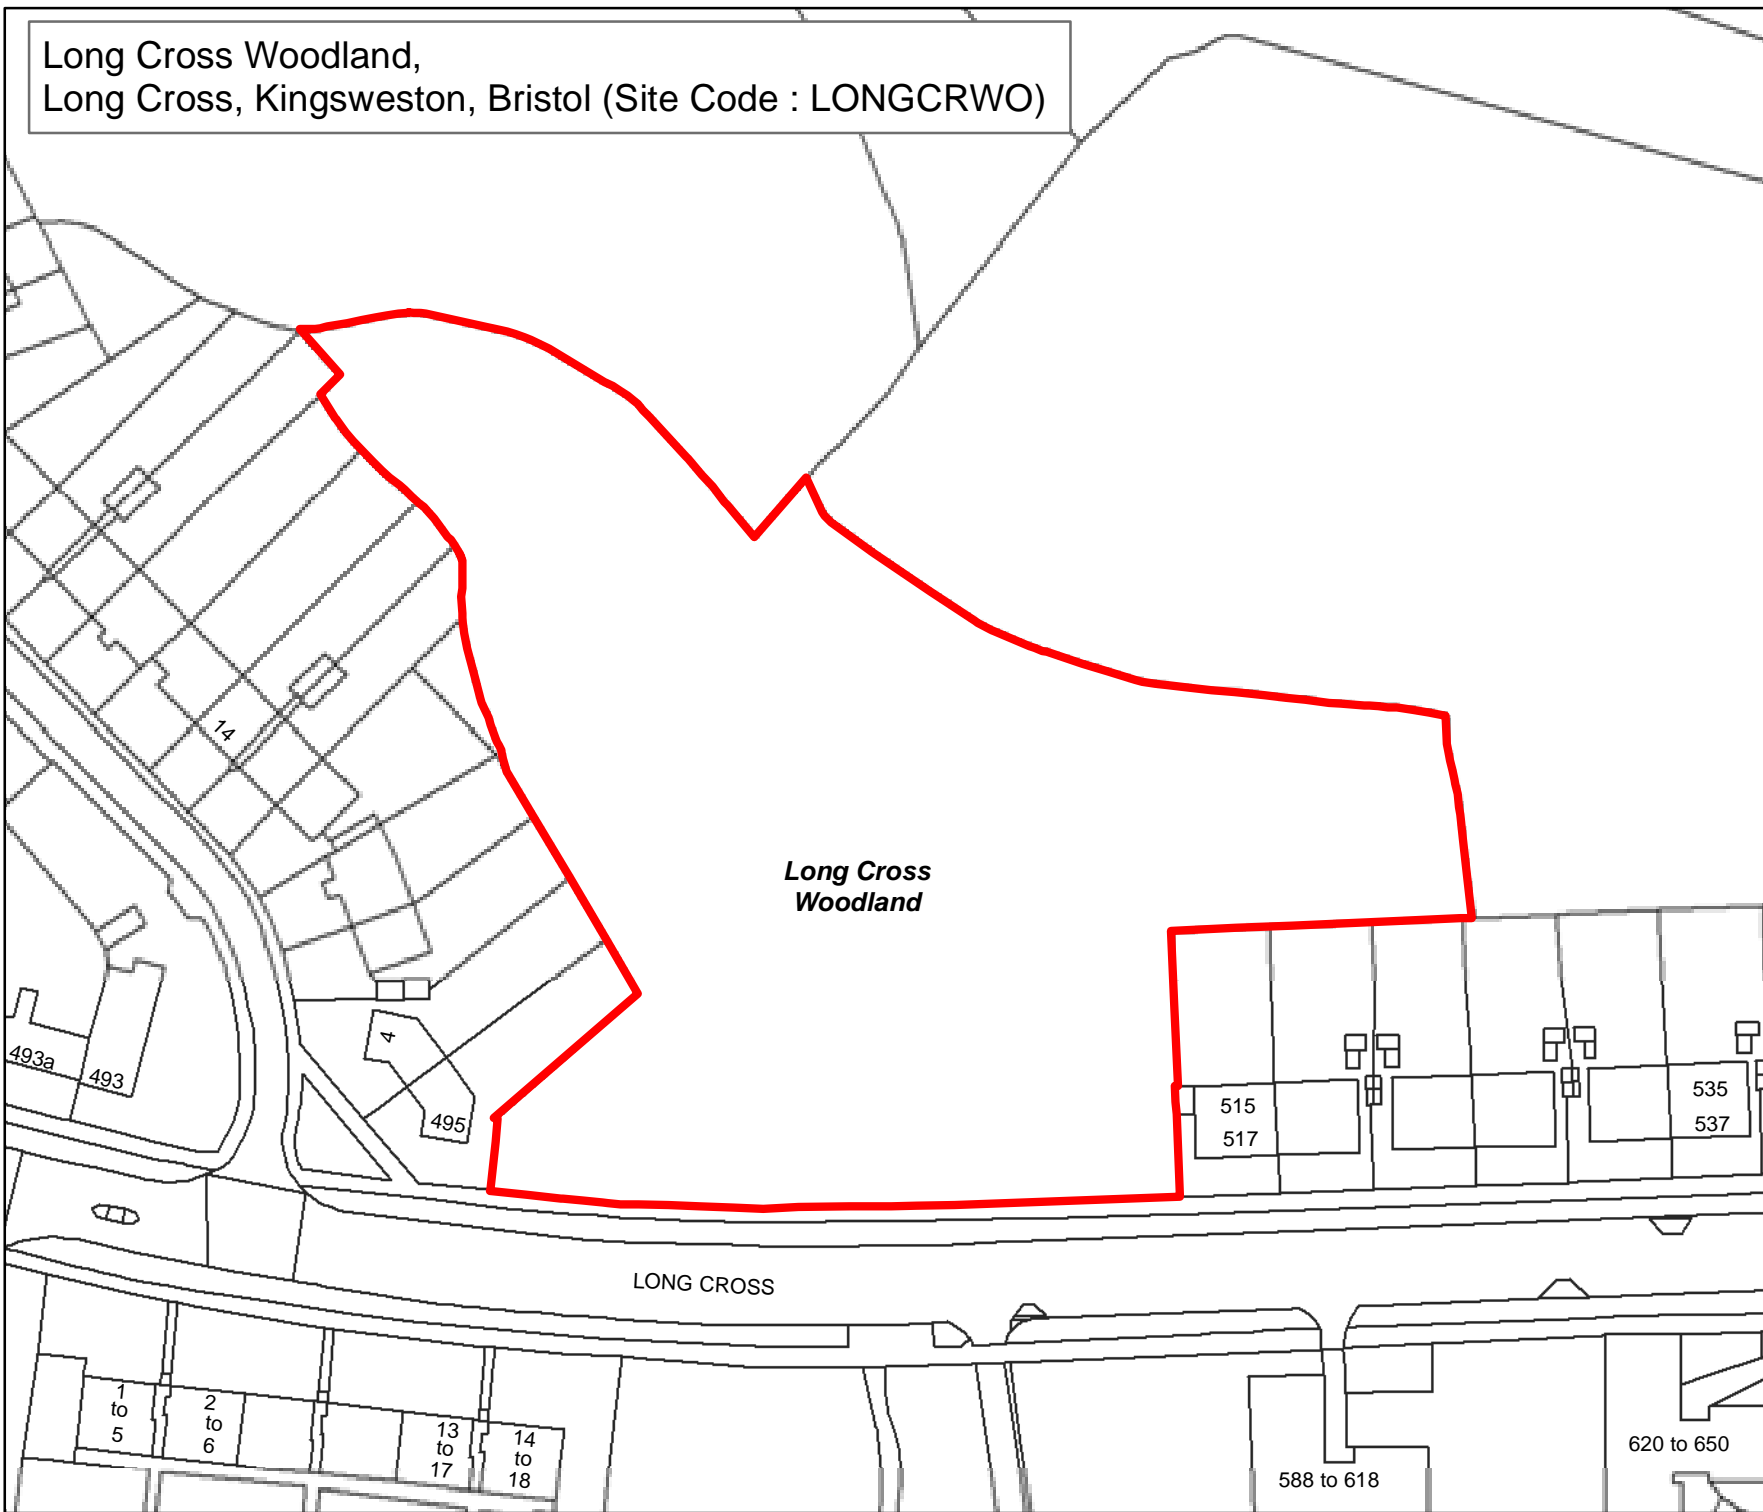 Long Cross Woodland,
Long Cross, Kingsweston, Bristol (Site Code : LONGCRWO)
14
Long Cross
Woodland
4
493a
493
495
515
517
535
537
LONG CROSS
1
to
5
2
to
6
13
to
17
14
to
18
588 to 618
620 to 650